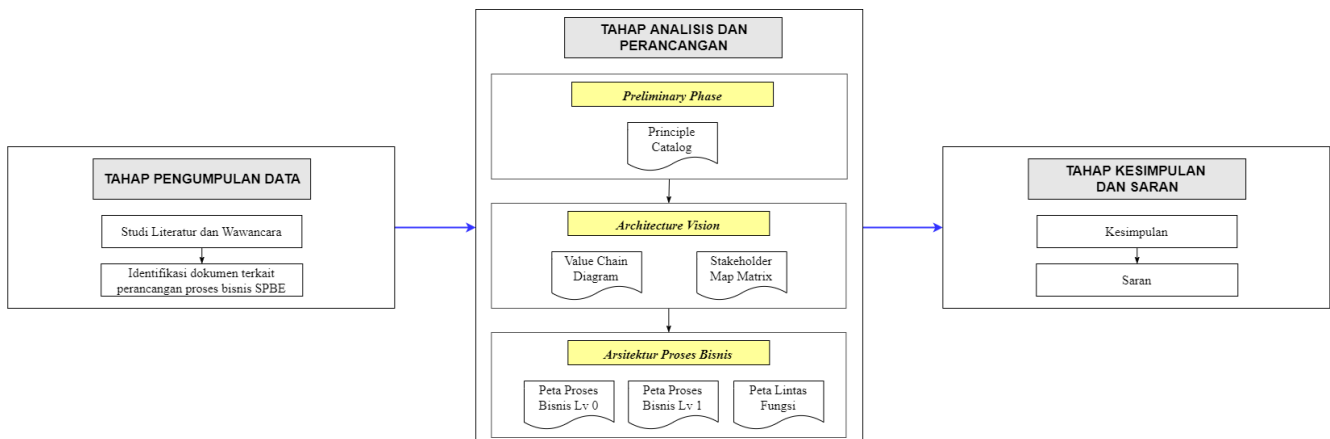 TAHAP PENGUMPULAN DATA
Studi Literatur dan Wawancara
Identifikasi dokumen terkait
perancangan proses bisnis SPBE
TAHAP ANALISIS DAN
PERANCANGAN
Preliminary Phase
Principle
Catalog
Architecture Vision
Value Chain
Diagram
Stakeholder
Map Matrix
Arsitektur Proses Bisnis
Peta Proses
Bisnis Lv 0
Peta Proses
Bisnis Lv 1
Peta Lintas
Fungsi
TAHAP KESIMPULAN
DAN SARAN
Kesimpulan
Saran